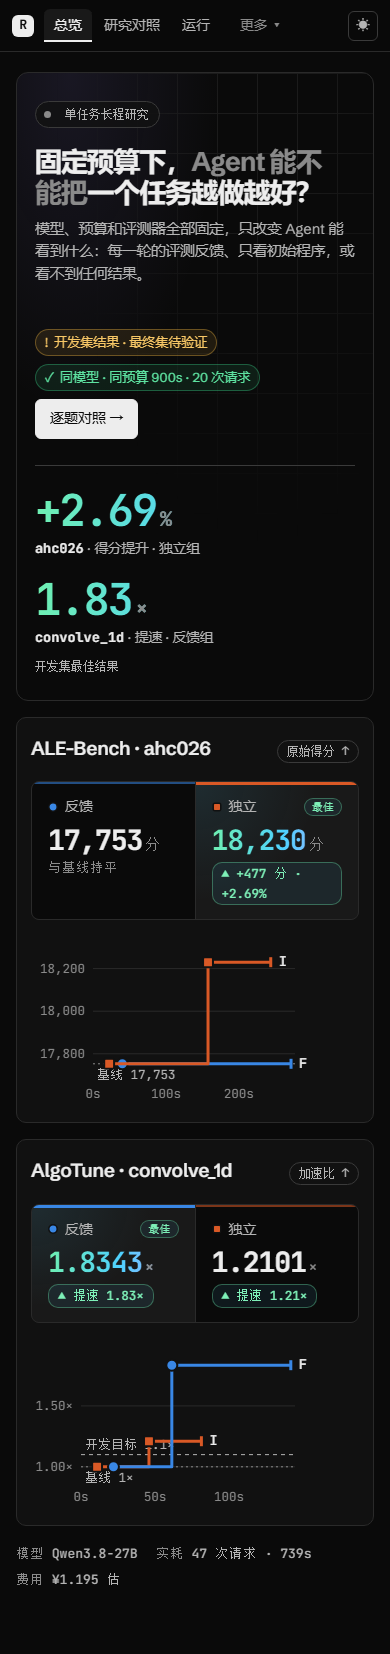 R 总览 研究对照 运行 更多 ▾
单任务长程研究
固定预算下，Agent 能不
能把一个任务越做越好？
模型、预算和评测器全部固定，只改变 Agent 能
看到什么：每一轮的评测反馈、只看初始程序，或
看不到任何结果。
! 开发集结果 · 最终集待验证
✓ 同模型 · 同预算 900s · 20 次请求
逐题对照 →
+2.69%
ahc026 · 得分提升 · 独立组
1.83×
convolve_1d · 提速 · 反馈组
开发集最佳结果
ALE-Bench · ahc026
原始得分 ↑
反馈
17,753分
与基线持平
独立 最佳
18,230分
▲ +477 分 ·
+2.69%
18,200
18,000
17,800
I
F
基线 17,753
0s 100s 200s
AlgoTune · convolve_1d
加速比 ↑
反馈 最佳
1.8343×
▲ 提速 1.83×
独立
1.2101×
▲ 提速 1.21×
F
1.50×
I
开发目标 1.1×
1.00×
基线 1×
0s 50s 100s
模型 Qwen3.8-27B 实耗 47 次请求 · 739s
费用 ¥1.195 估